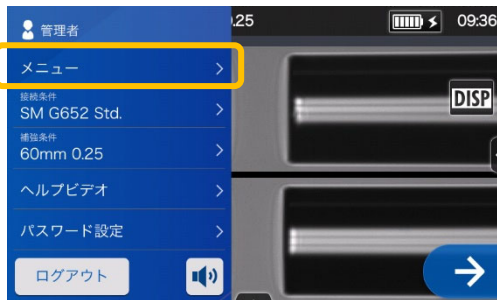 管理者
.25
09:36
メニュー
接続条件
SM G652 Std.
DISP
補強条件
60mm 0.25
ヘルプビデオ
パスワード設定
ログアウト